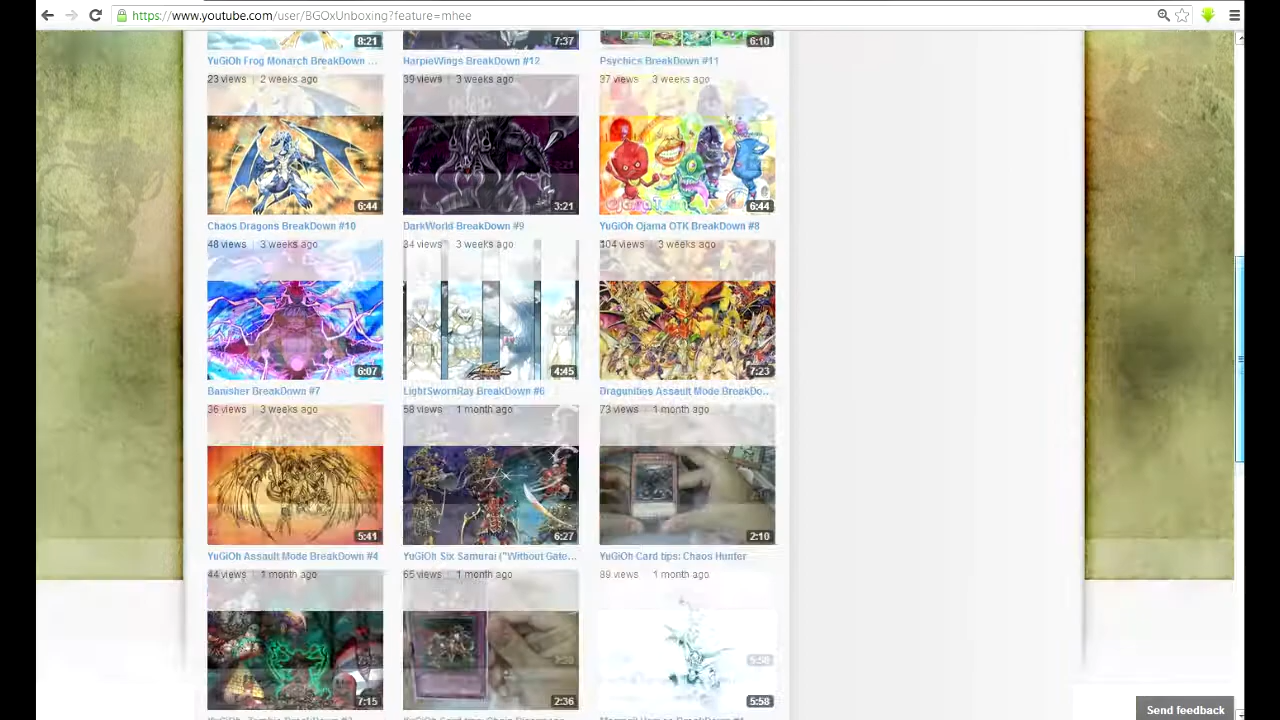 https://www.youtube.com/user/BGOxUnboxing?feature=mhee
8:21
7:37
6:10
YuGiOh Frog Monarch BreakDown ...
HarpieWings BreakDown #12
Psychics BreakDown #11
23 views | 2 weeks ago
39 views | 3 weeks ago
37 views | 3 weeks ago
6:44
3:21
6:44
Chaos Dragons BreakDown #10
DarkWorld BreakDown #9
YuGiOh Ojama OTK BreakDown #8
48 views | 3 weeks ago
34 views | 3 weeks ago
104 views | 3 weeks ago
6:07
4:45
7:23
Banisher BreakDown #7
LightSwornRay BreakDown #6
Dragunities Assault Mode BreakDo...
36 views | 3 weeks ago
58 views | 1 month ago
73 views | 1 month ago
5:41
6:27
2:10
YuGiOh Assault Mode BreakDown #4
YuGiOh Six Samurai ("Without Gate...
YuGiOh Card tips: Chaos Hunter
44 views | 1 month ago
65 views | 1 month ago
89 views | 1 month ago
5:58
7:15
2:36
5:58
Send feedback